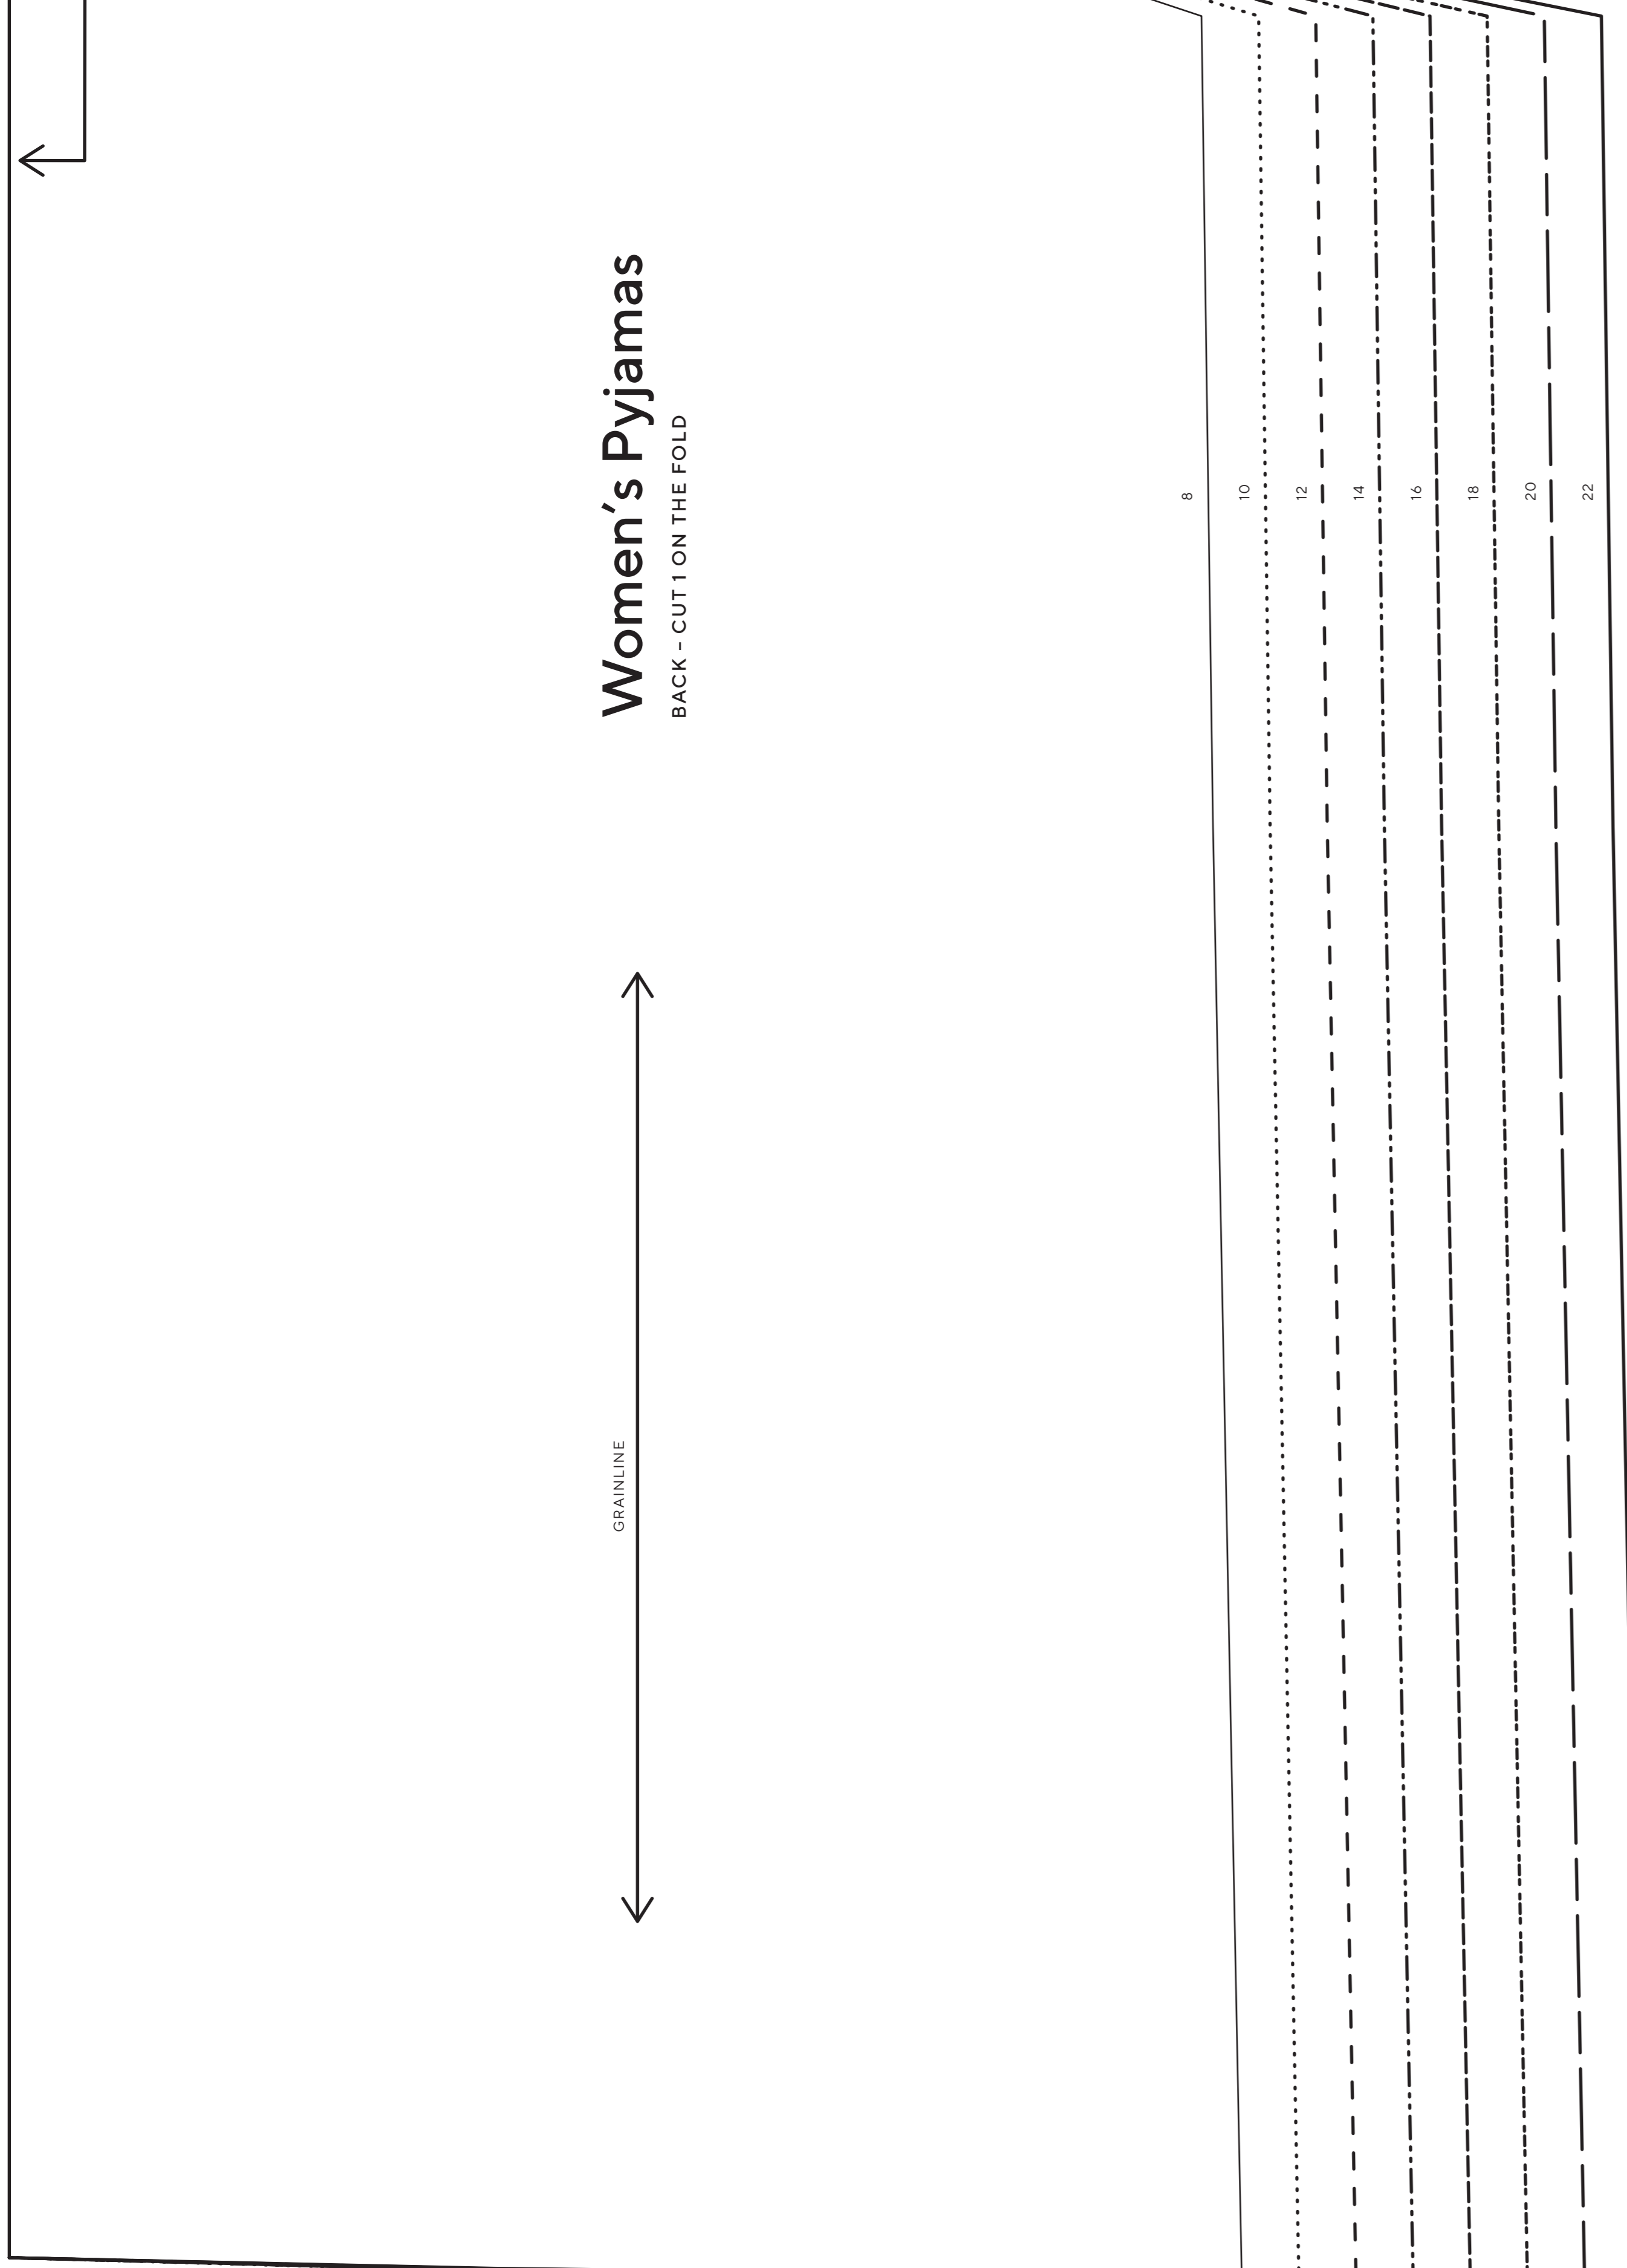 Women's Pyjamas
BACK – CUT 1 ON THE FOLD
8
10
12
14
16
18
20
22
GRAINLINE